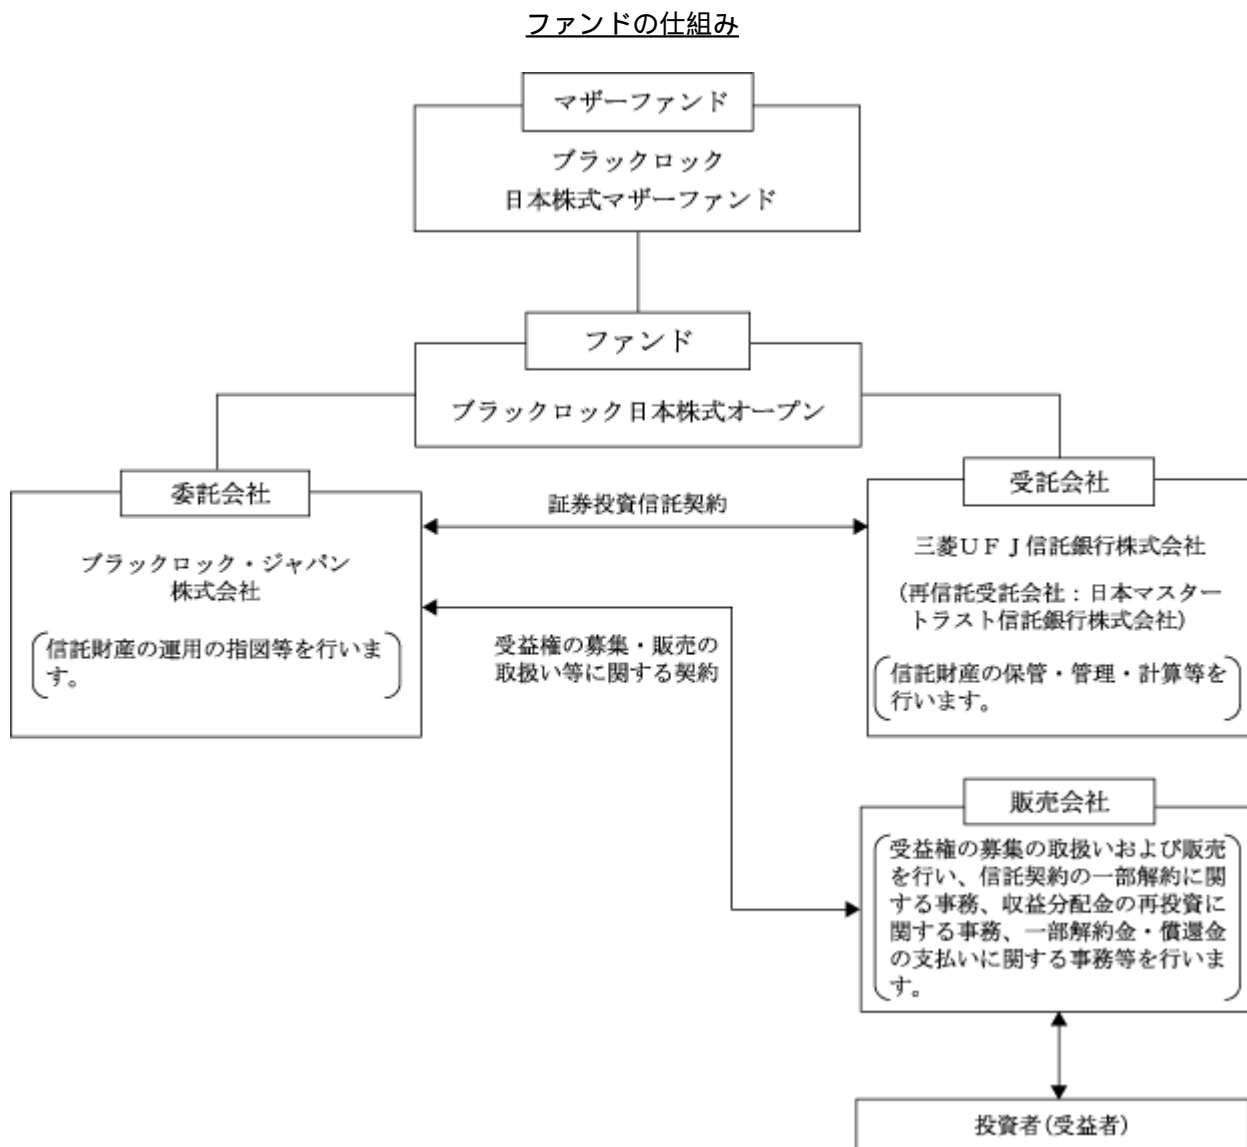 ファンドの仕組み
マザーファンド
ブラックロック
日本株式マザーファンド
ファンド
ブラックロック日本株式オープン
委託会社
ブラックロック・ジャパン
株式会社
信託財産の運用の指図等を行いま
す。
証券投資信託契約
受益権の募集・販売の
取扱い等に関する契約
受託会社
三菱ＵＦＪ信託銀行株式会社
(再信託受託会社：日本マスター
トラスト信託銀行株式会社)
信託財産の保管・管理・計算等を
行います。
販売会社
受益権の募集の取扱いおよび販売
を行い、信託契約の一部解約に関
する事務、収益分配金の再投資に
関する事務、一部解約金・償還金
の支払いに関する事務等を行いま
す。
投資者(受益者)